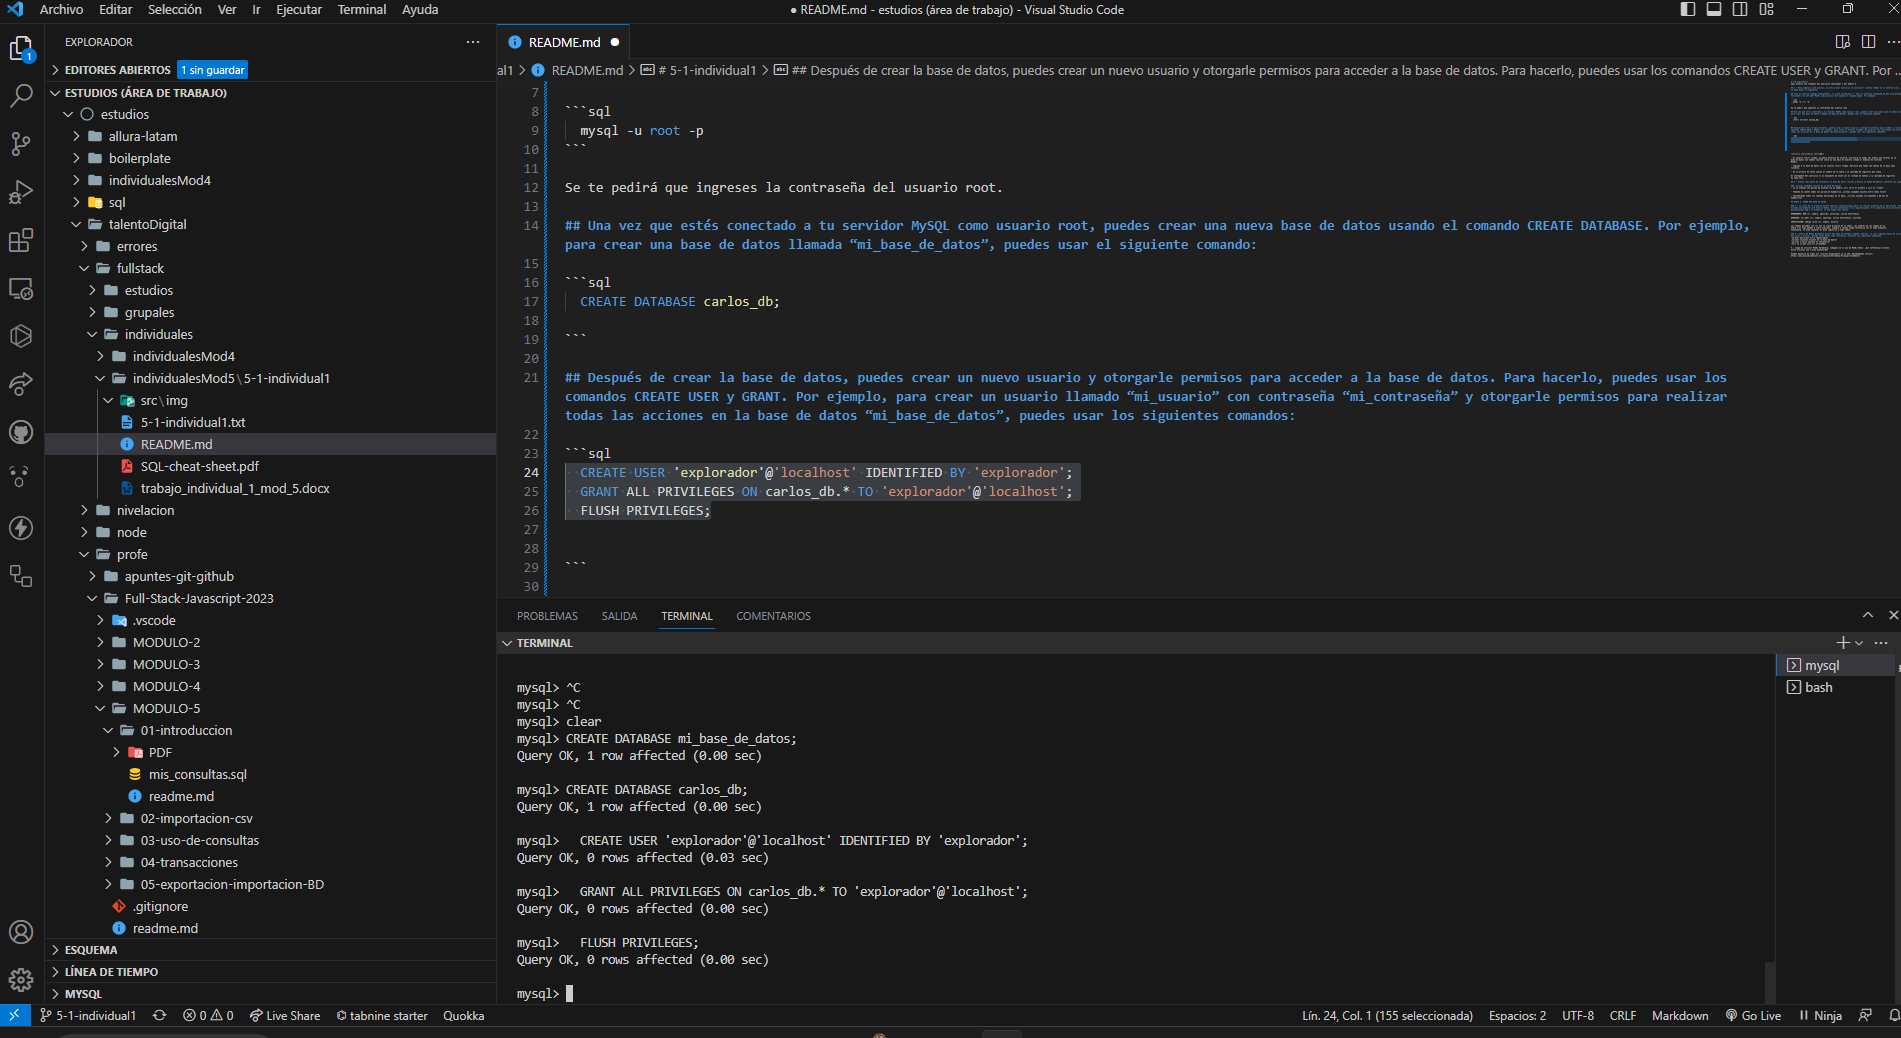 Archivo Editar Selección Ver Ir Ejecutar Terminal Ayuda
● README.md - estudios (área de trabajo) - Visual Studio Code
EXPLORADOR
EDITORES ABIERTOS 1 sin guardar
ESTUDIOS (ÁREA DE TRABAJO)
estudios
allura-latam
boilerplate
individualesMod4
sql
talentoDigital
errores
fullstack
estudios
grupales
individuales
individualesMod4
individualesMod5\5-1-individual1
src\img
5-1-individual1.txt
README.md
SQL-cheat-sheet.pdf
trabajo_individual_1_mod_5.docx
nivelacion
node
profe
apuntes-git-github
Full-Stack-Javascript-2023
.vscode
MODULO-2
MODULO-3
MODULO-4
MODULO-5
01-introduccion
PDF
mis_consultas.sql
readme.md
02-importacion-csv
03-uso-de-consultas
04-transacciones
05-exportacion-importacion-BD
.gitignore
readme.md
ESQUEMA
LÍNEA DE TIEMPO
MYSQL
README.md
al1 > README.md > # 5-1-individual1 > ## Después de crear la base de datos, puedes crear un nuevo usuario y otorgarle permisos para acceder a la base de datos. Para hacerlo, puedes usar los comandos CREATE USER y GRANT. Por ...
7
8 ```sql
9 mysql -u root -p
10 ```
11
12 Se te pedirá que ingreses la contraseña del usuario root.
13
14 ## Una vez que estés conectado a tu servidor MySQL como usuario root, puedes crear una nueva base de datos usando el comando CREATE DATABASE. Por ejemplo,
para crear una base de datos llamada “mi_base_de_datos”, puedes usar el siguiente comando:
15
16 ```sql
17 CREATE DATABASE carlos_db;
18
19 ```
20
21 ## Después de crear la base de datos, puedes crear un nuevo usuario y otorgarle permisos para acceder a la base de datos. Para hacerlo, puedes usar los
comandos CREATE USER y GRANT. Por ejemplo, para crear un usuario llamado “mi_usuario” con contraseña “mi_contraseña” y otorgarle permisos para realizar
todas las acciones en la base de datos “mi_base_de_datos”, puedes usar los siguientes comandos:
22
23 ```sql
24 CREATE USER 'explorador'@'localhost' IDENTIFIED BY 'explorador';
25 GRANT ALL PRIVILEGES ON carlos_db.* TO 'explorador'@'localhost';
26 FLUSH PRIVILEGES;
27
28
29 ```
30
PROBLEMAS SALIDA TERMINAL COMENTARIOS
TERMINAL
mysql
bash
mysql> ^C
mysql> ^C
mysql> clear
mysql> CREATE DATABASE mi_base_de_datos;
Query OK, 1 row affected (0.00 sec)
mysql> CREATE DATABASE carlos_db;
Query OK, 1 row affected (0.00 sec)
mysql> CREATE USER 'explorador'@'localhost' IDENTIFIED BY 'explorador';
Query OK, 0 rows affected (0.03 sec)
mysql> GRANT ALL PRIVILEGES ON carlos_db.* TO 'explorador'@'localhost';
Query OK, 0 rows affected (0.00 sec)
mysql> FLUSH PRIVILEGES;
Query OK, 0 rows affected (0.00 sec)
mysql>
5-1-individual1 0 0 Live Share tabnine starter Quokka
Lín. 24, Col. 1 (155 seleccionada) Espacios: 2 UTF-8 CRLF Markdown Go Live Ninja